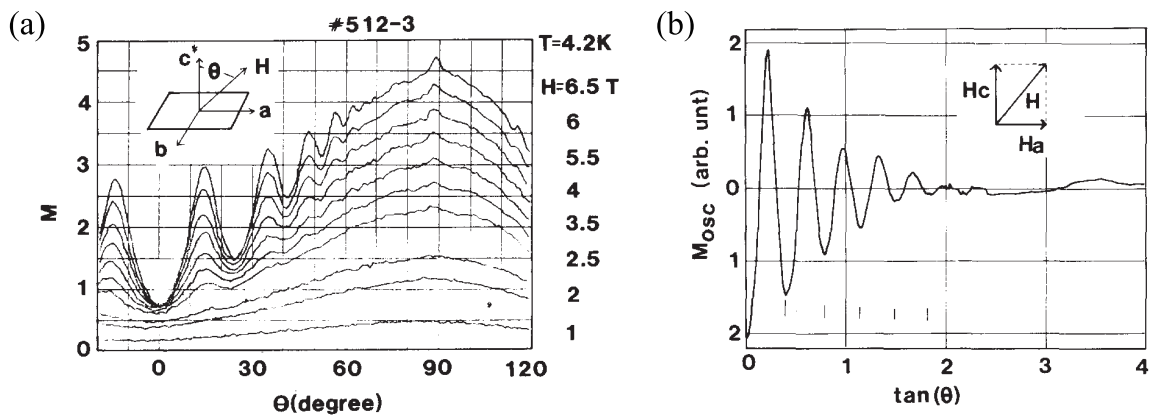 (a)
#512-3
5
4
3
2
1
0
M
c*
θ
H
a
b
0
30
60
90
120
θ(degree)
T=4.2K
H=6.5 T
6
5.5
4
3.5
2.5
2
1
(b)
2
1
0
1
2
Mosc (arb. unt)
Hc
H
Ha
0
1
2
3
4
tan(θ)